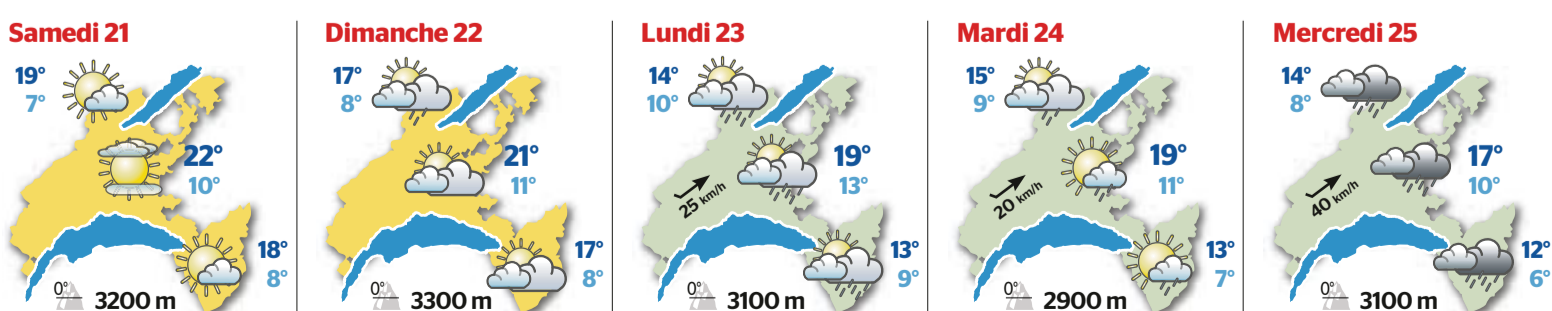 Samedi 21
19°
7°
22°
10°
18°
8°
0° 3200 m
Dimanche 22
17°
8°
21°
11°
17°
8°
0° 3300 m
Lundi 23
14°
10°
19°
13°
25 km/h
13°
9°
0° 3100 m
Mardi 24
15°
9°
19°
11°
20 km/h
13°
7°
0° 2900 m
Mercredi 25
14°
8°
17°
10°
40 km/h
12°
6°
0° 3100 m